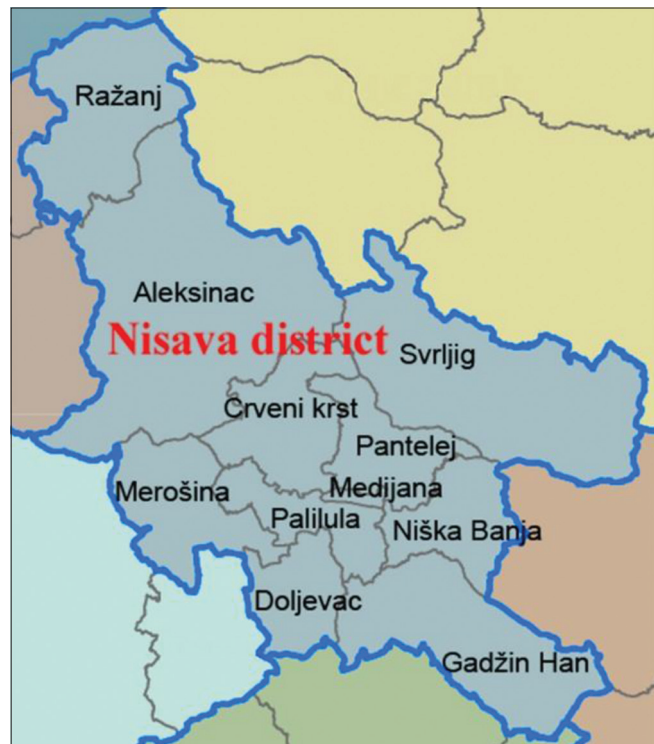 Ražanj
Aleksinac
Nisava district
Svrljig
Crveni krst
Pantelej
Merošina
Medijana
Palilula
Niška Banja
Doljevac
Gadžin Han